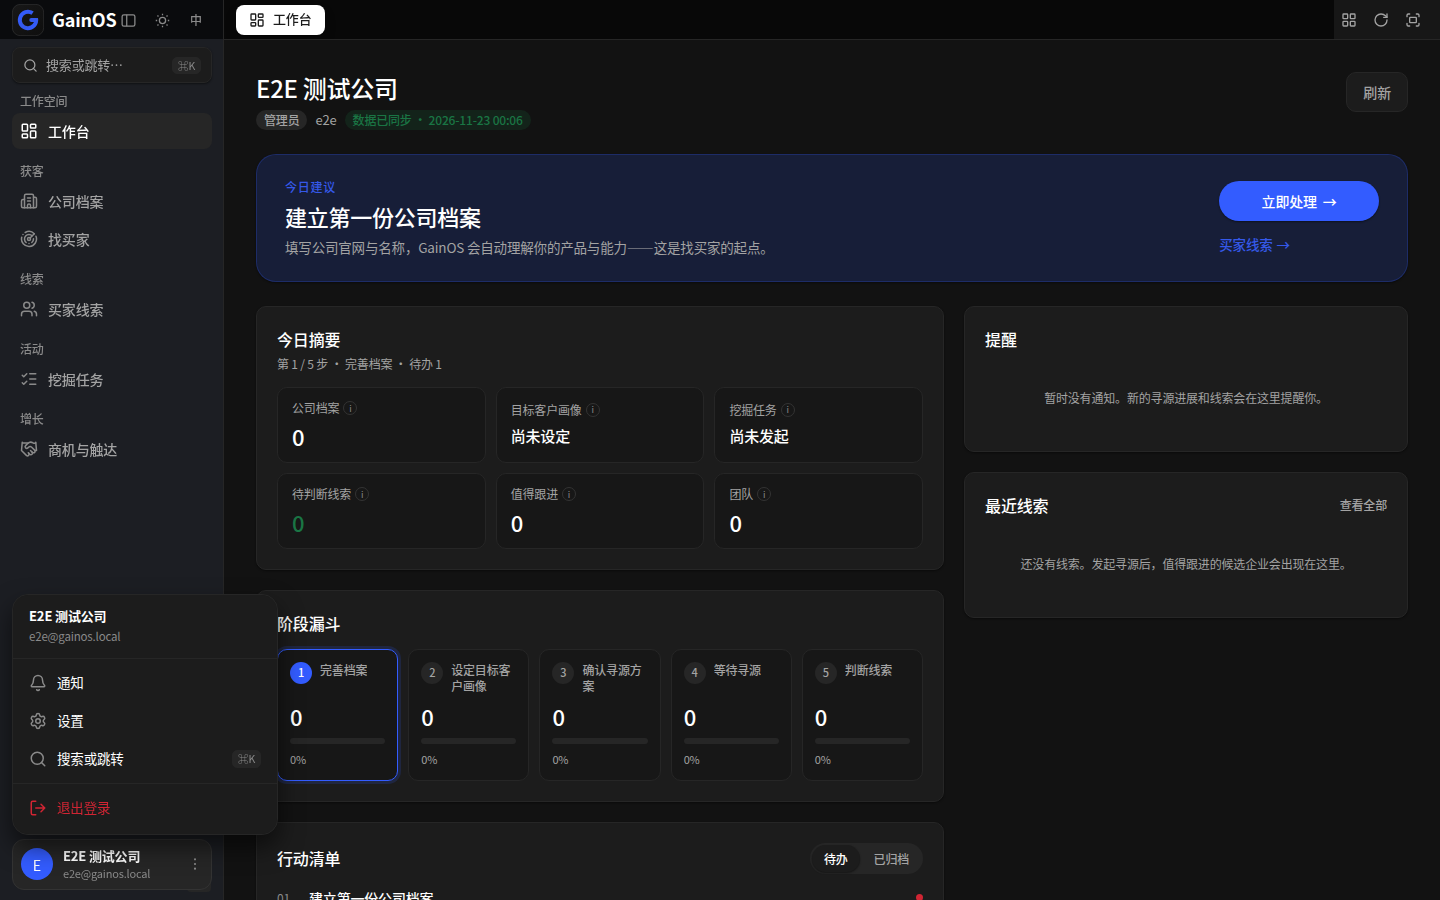 GainOS
中
搜索或跳转…
⌘K
工作空间
工作台
获客
公司档案
找买家
线索
买家线索
活动
挖掘任务
增长
商机与触达
E2E 测试公司
e2e@gainos.local
通知
设置
搜索或跳转
⌘K
退出登录
E
E2E 测试公司
e2e@gainos.local
工作台
E2E 测试公司
管理员
e2e
数据已同步 · 2026-11-23 00:06
刷新
今日建议
建立第一份公司档案
填写公司官网与名称，GainOS 会自动理解你的产品与能力——这是找买家的起点。
立即处理 →
买家线索 →
今日摘要
第 1 / 5 步 · 完善档案 · 待办 1
公司档案
0
目标客户画像
尚未设定
挖掘任务
尚未发起
待判断线索
0
值得跟进
0
团队
0
阶段漏斗
1
完善档案
0
0%
2
设定目标客
户画像
0
0%
3
确认寻源方
案
0
0%
4
等待寻源
0
0%
5
判断线索
0
0%
行动清单
待办
已归档
01
建立第一份公司档案
提醒
暂时没有通知。新的寻源进展和线索会在这里提醒你。
最近线索
查看全部
还没有线索。发起寻源后，值得跟进的候选企业会出现在这里。